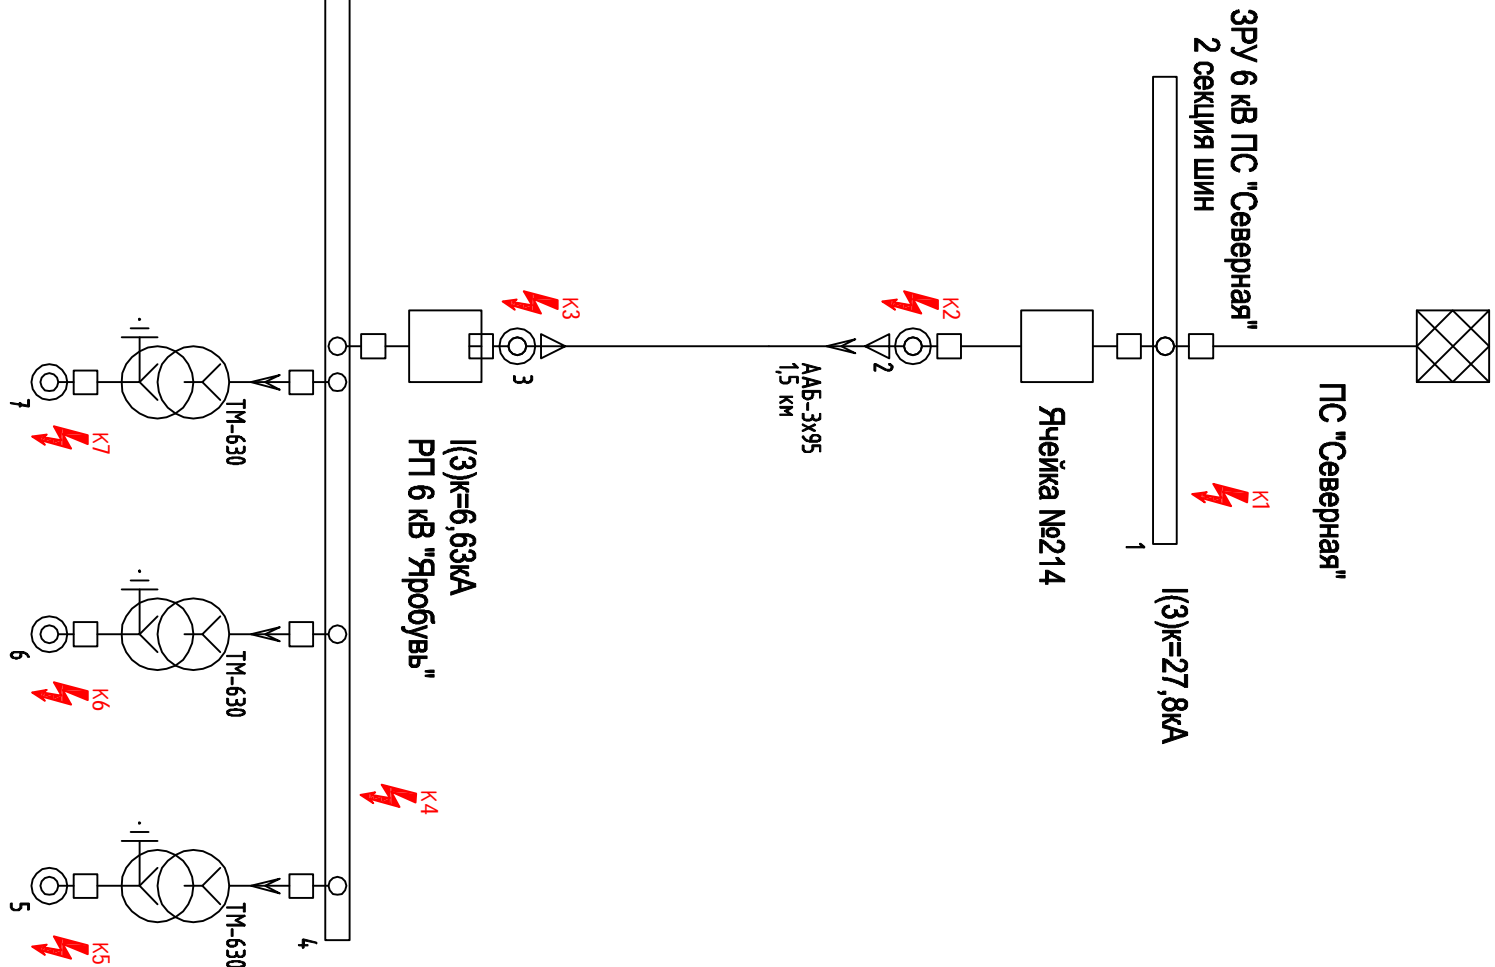 ПС "Северная"
ЗРУ 6 кВ ПС "Северная"
2 секция шин
К1
1
I(3)к=27,8кА
Ячейка №214
К2
2
ААБ-3х95
1,5 км
К3
3
I(3)к=6,63кА
РП 6 кВ "Яробувь"
К4
4
ТМ-630
ТМ-630
ТМ-630
К7
7
К6
6
К5
5